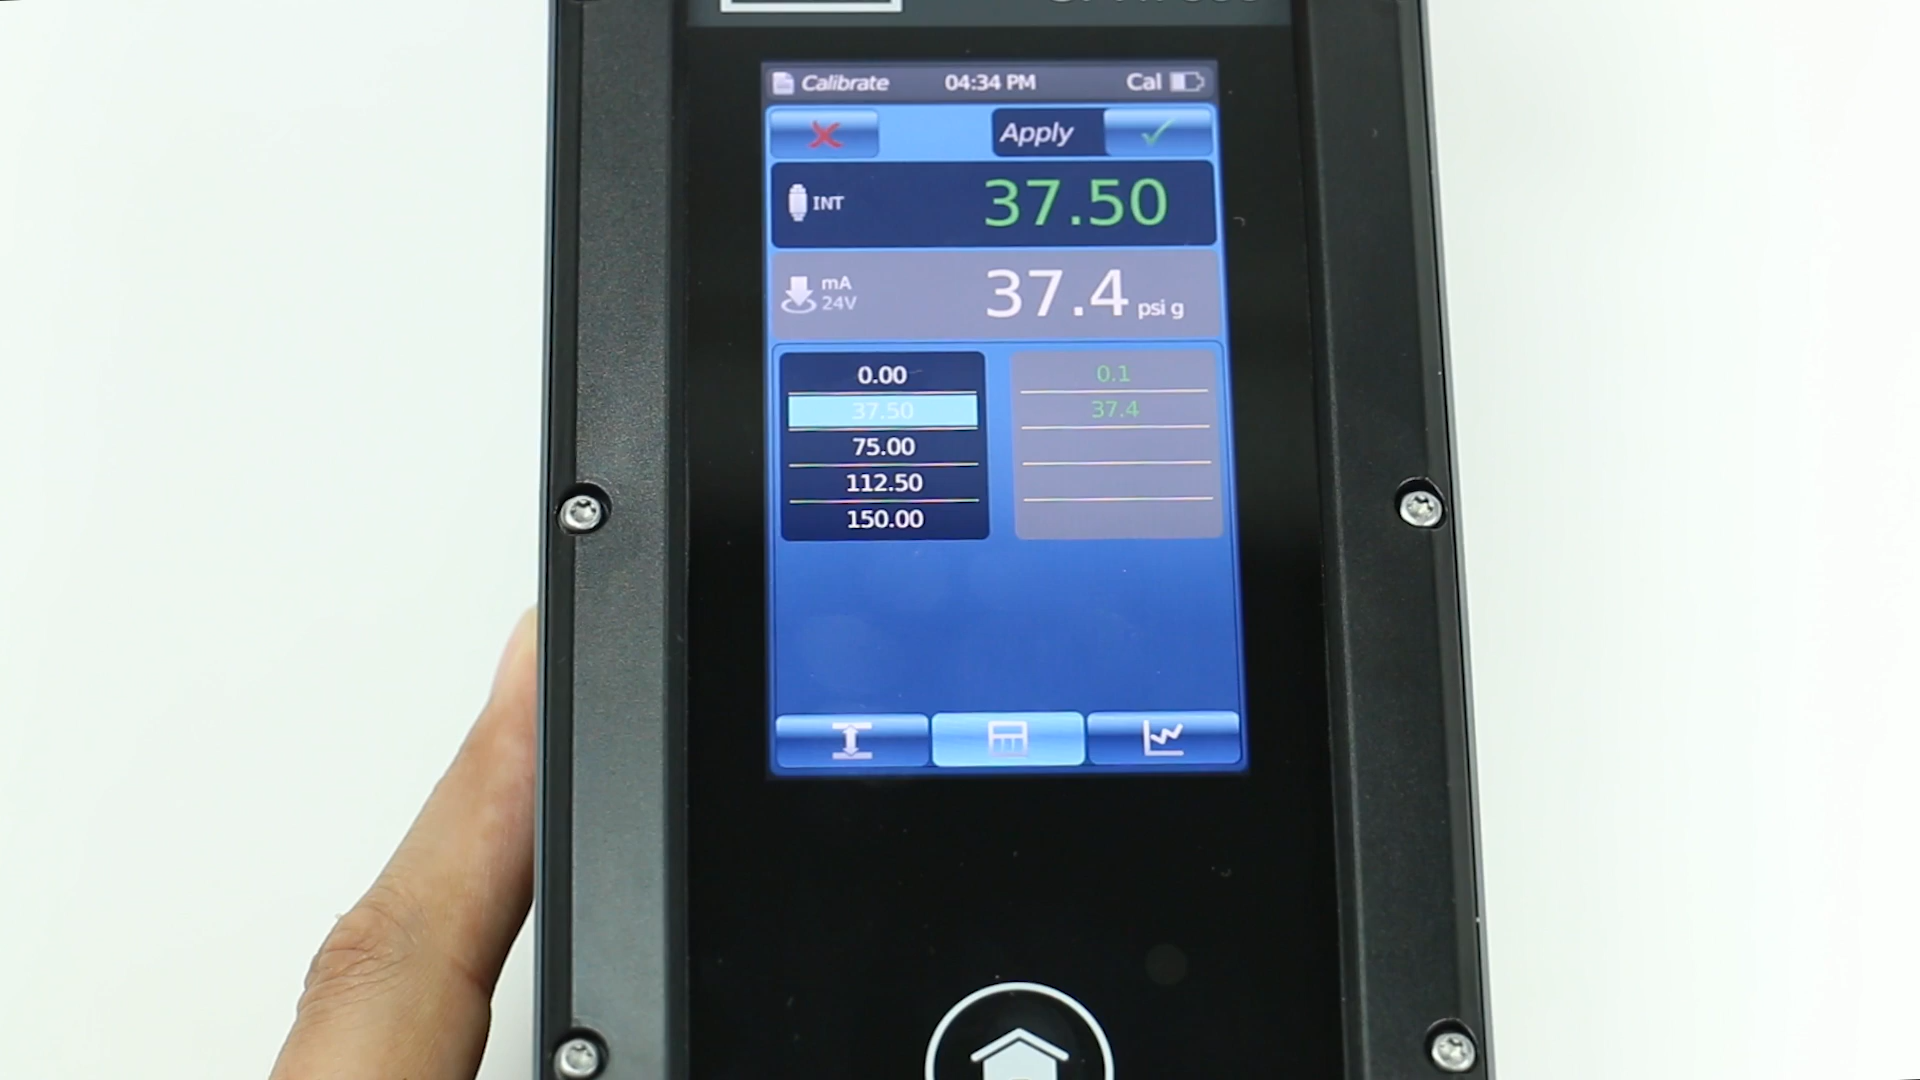 Calibrate 04:34 PM Cal
Apply
INT 37.50
mA
24V
37.4 psi g
0.00 0.1
37.50 37.4
75.00
112.50
150.00